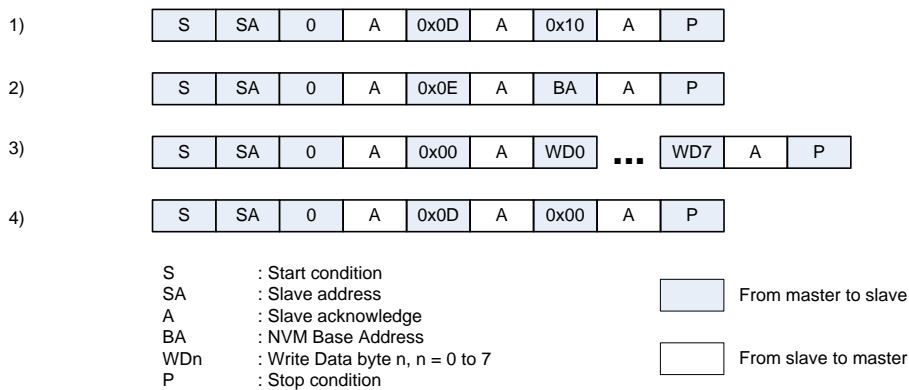 1) S SA 0 A 0x0D A 0x10 A P
2) S SA 0 A 0x0E A BA A P
3) S SA 0 A 0x00 A WD0 ... WD7 A P
4) S SA 0 A 0x0D A 0x00 A P
S : Start condition
SA : Slave address
A : Slave acknowledge
BA : NVM Base Address
WDn : Write Data byte n, n = 0 to 7
P : Stop condition
From master to slave
From slave to master